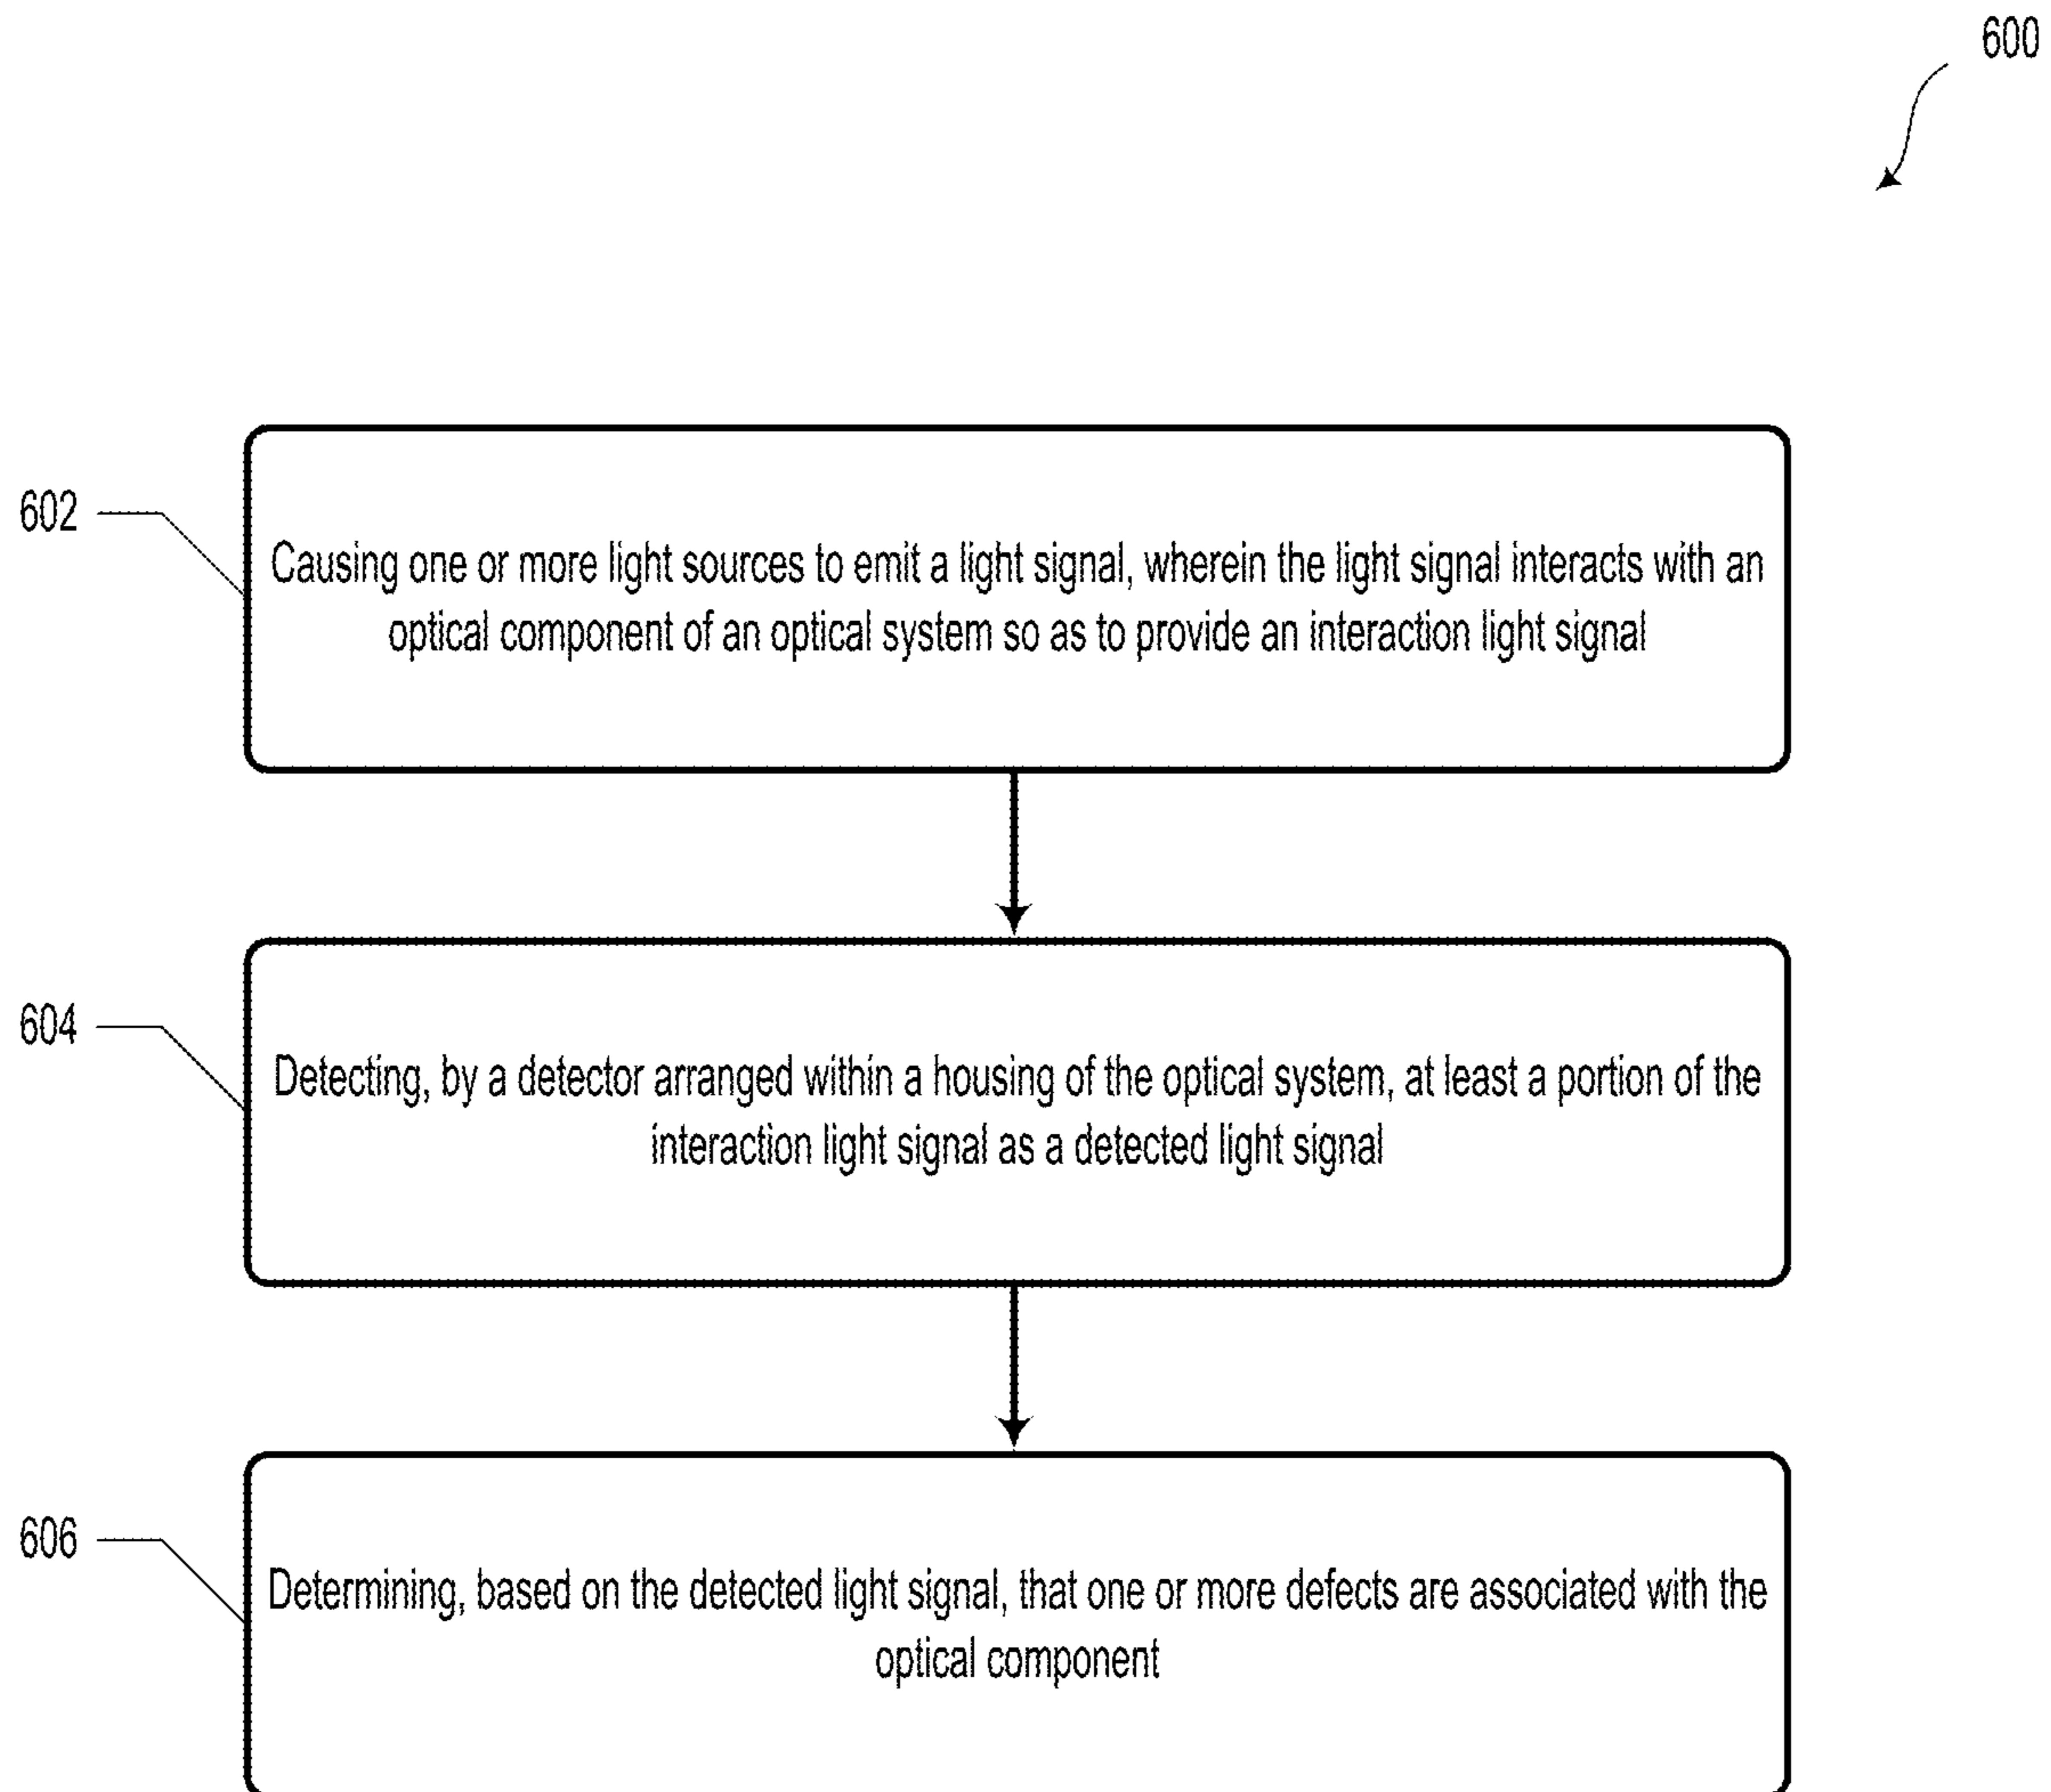 600
602
Causing one or more light sources to emit a light signal, wherein the light signal interacts with an
optical component of an optical system so as to provide an interaction light signal
604
Detecting, by a detector arranged within a housing of the optical system, at least a portion of the
interaction light signal as a detected light signal
606
Determining, based on the detected light signal, that one or more defects are associated with the
optical component